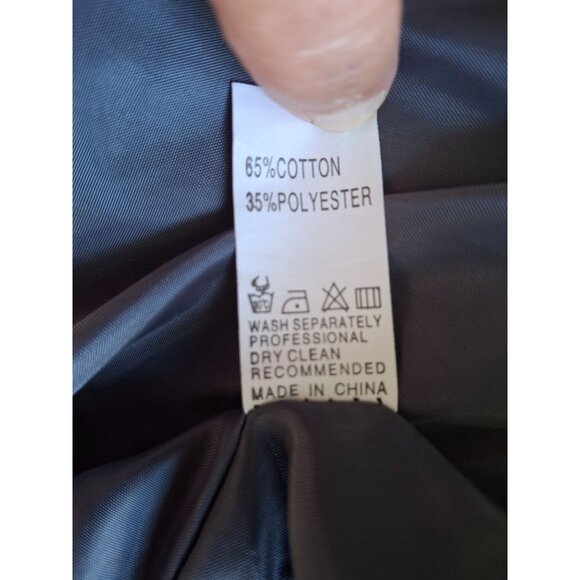 65%COTTON
35%POLYESTER
WASH SEPARATELY
PROFESSIONAL
DRY CLEAN
RECOMMENDED
MADE IN CHINA